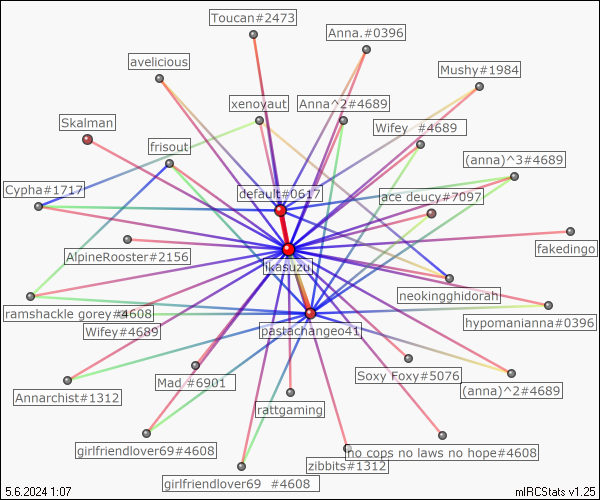 Toucan#2473
Anna.#0396
avelicious
Mushy#1984
xenoyaut
Anna^2#4689
Skalman
Wifey  #4689
frisout
(anna)^3#4689
Cypha#1717
default#0617
ace deucy#7097
fakedingo
AlpineRooster#2156
ikasuzu
neokingghidorah
ramshackle gorey#4608
hypomanianna#0396
Wifey#4689
pastachangeo41
Soxy Foxy#5076
Mad #6901
(anna)^2#4689
Annarchist#1312
rattgaming
girlfriendlover69#4608
no cops no laws no hope#4608
zibbits#1312
girlfriendlover69  #4608
5.6.2024 1:07
mIRCStats v1.25